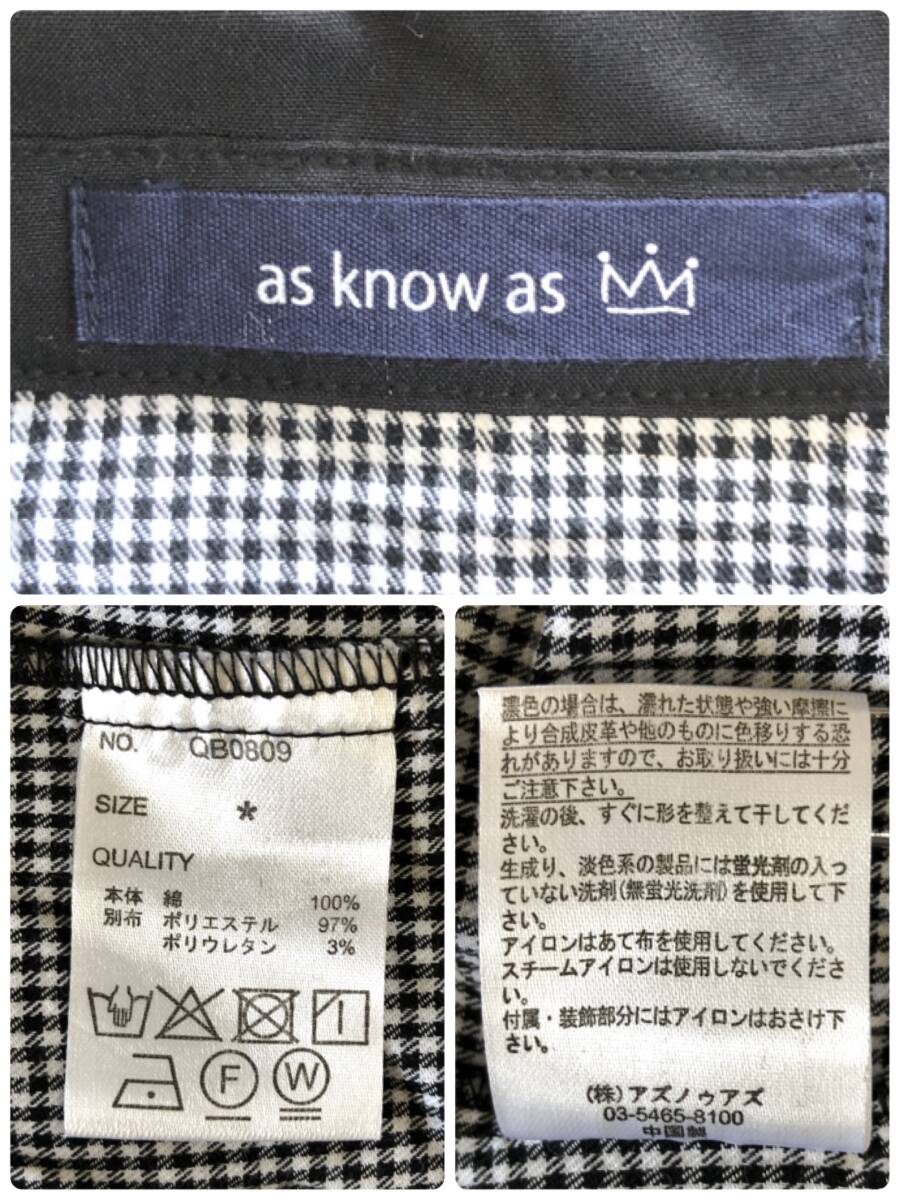 as know as
NO. QB0809
SIZE *
QUALITY
本体 綿 100%
別布 ポリエステル 97%
ポリウレタン 3%
F W
濃色の場合は、濡れた状態や強い摩擦に
より合成皮革や他のものに色移りする恐
れがありますので、お取り扱いには十分
ご注意下さい。
洗濯の後、すぐに形を整えて干してくだ
さい。
生成り、淡色系の製品には蛍光剤の入っ
ていない洗剤(無蛍光洗剤)を使用して下
さい。
アイロンはあて布を使用してください。
スチームアイロンは使用しないでくださ
い。
付属・装飾部分にはアイロンはおさけ下
さい。
(株)アズノゥアズ
03-5465-8100
中国製